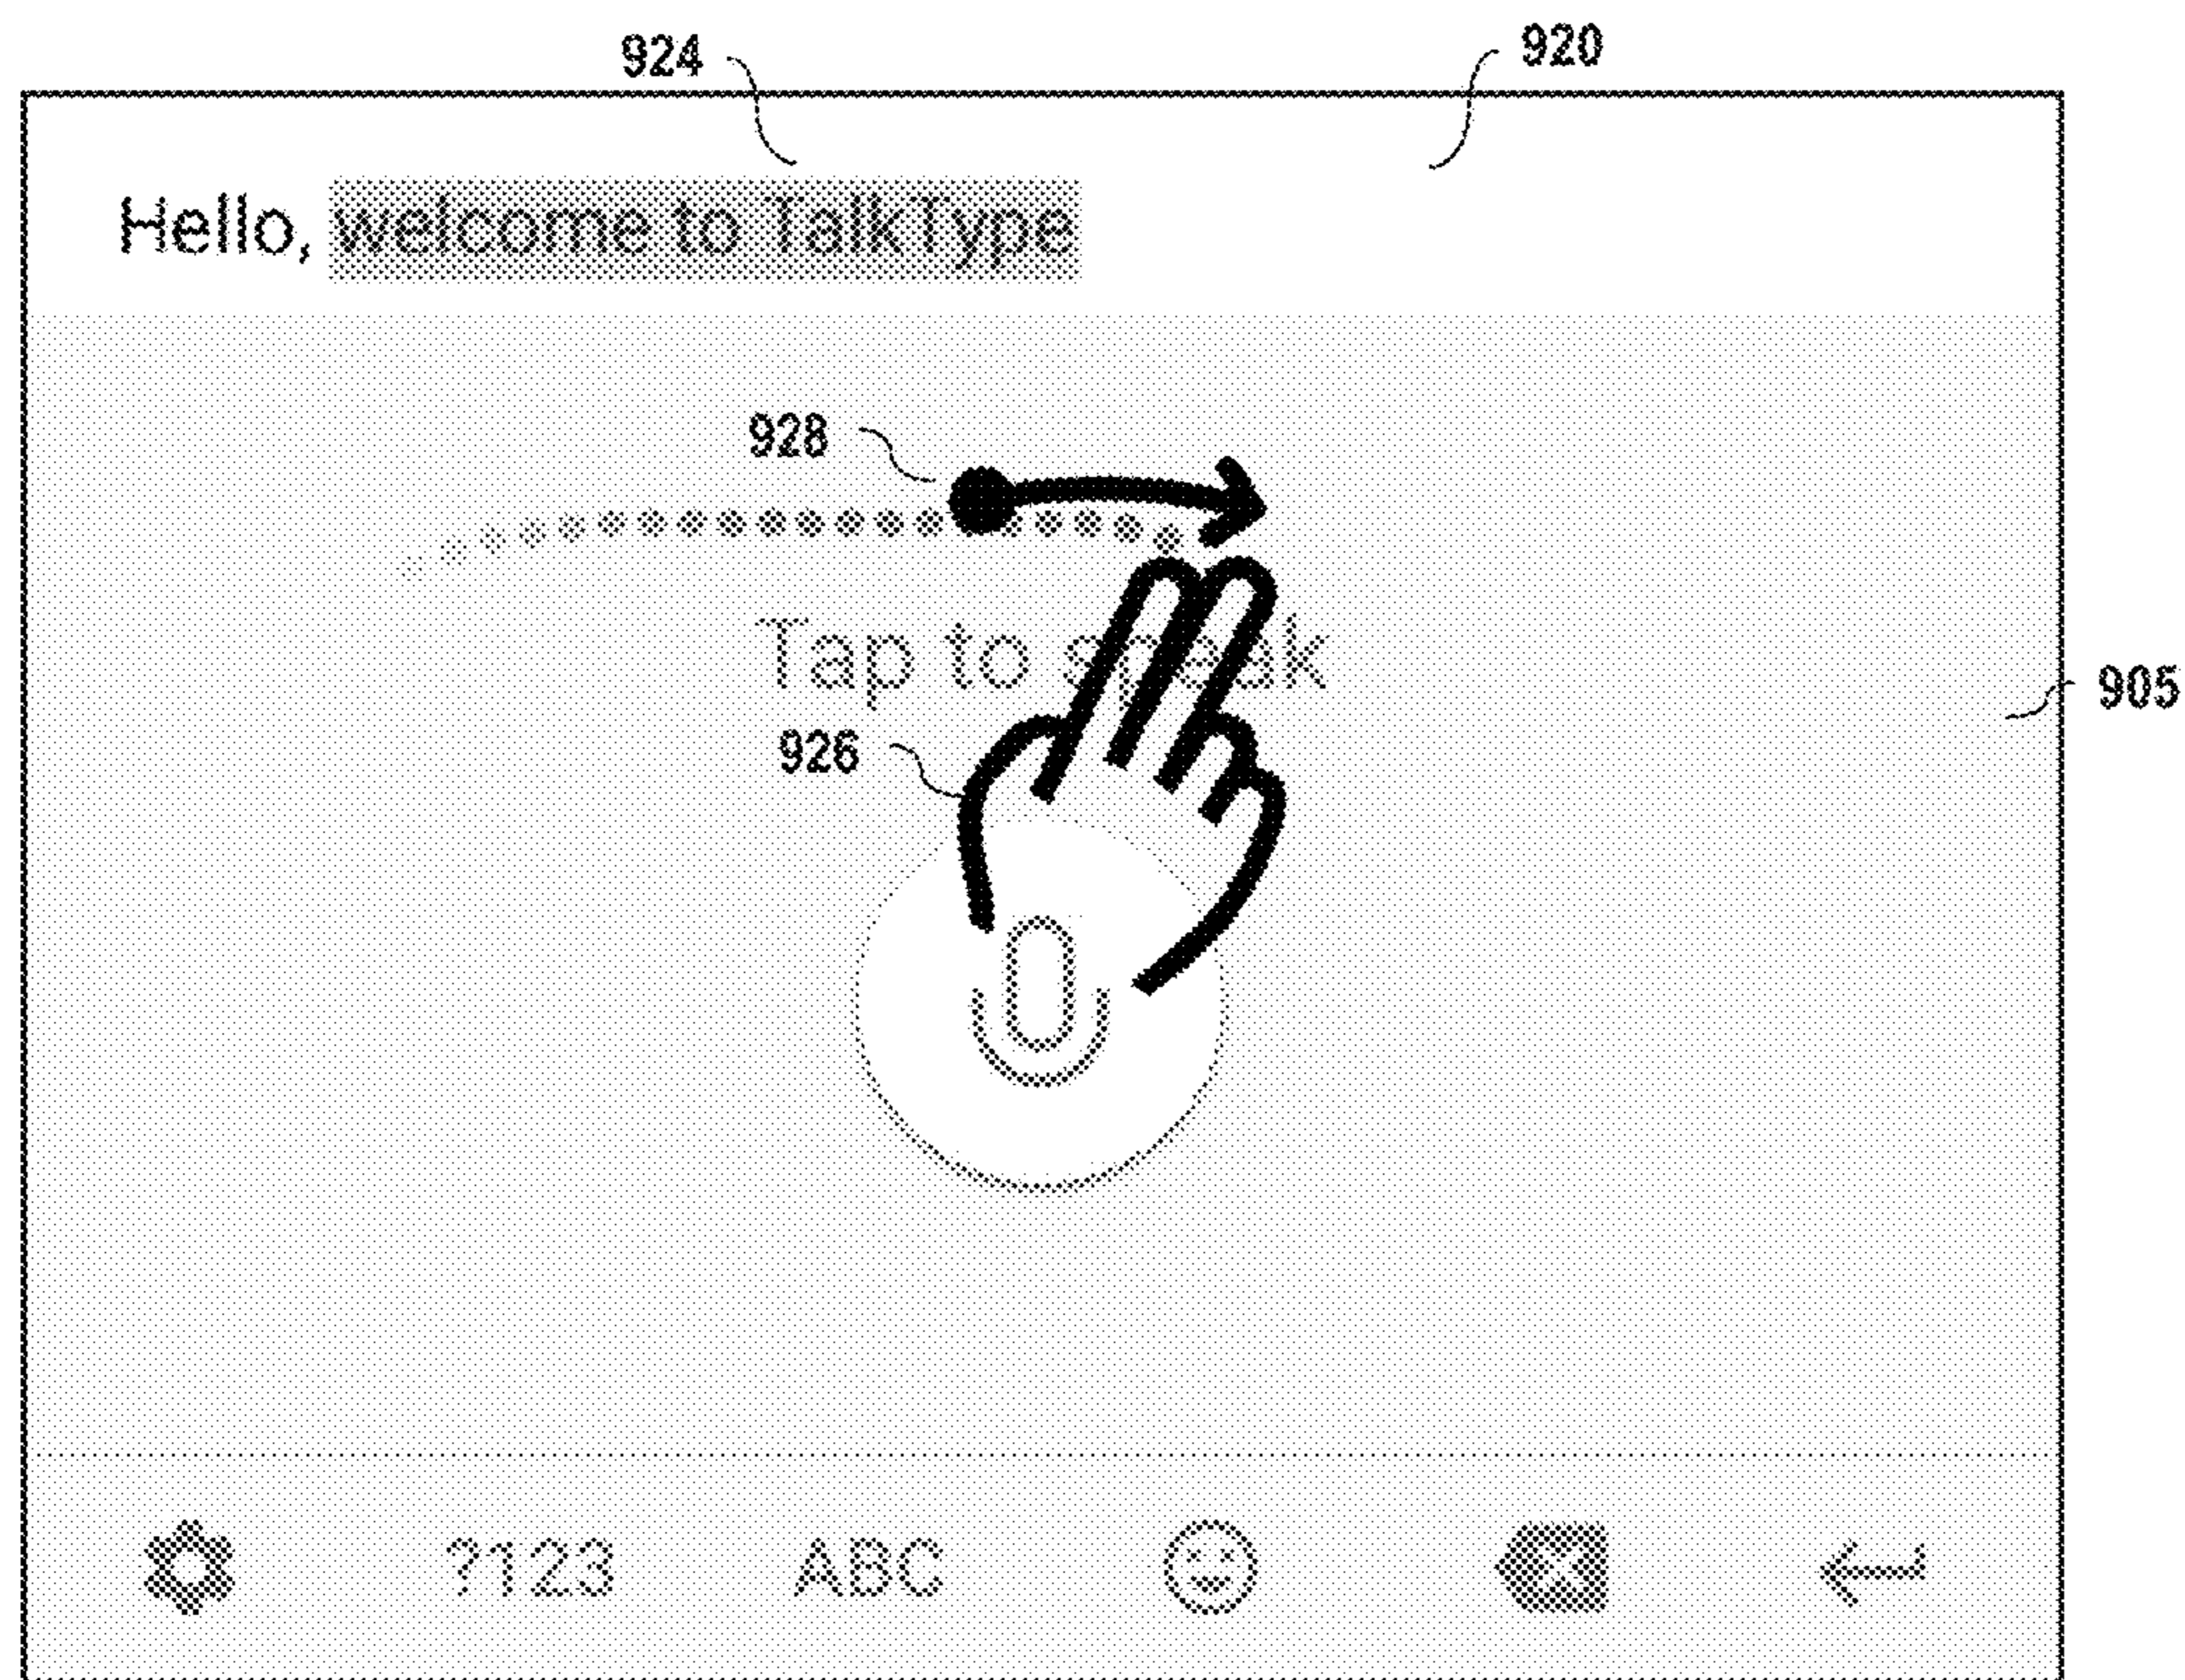 924 920
Hello, welcome to TalkType
928
Tap to speak
905
926
?123 ABC